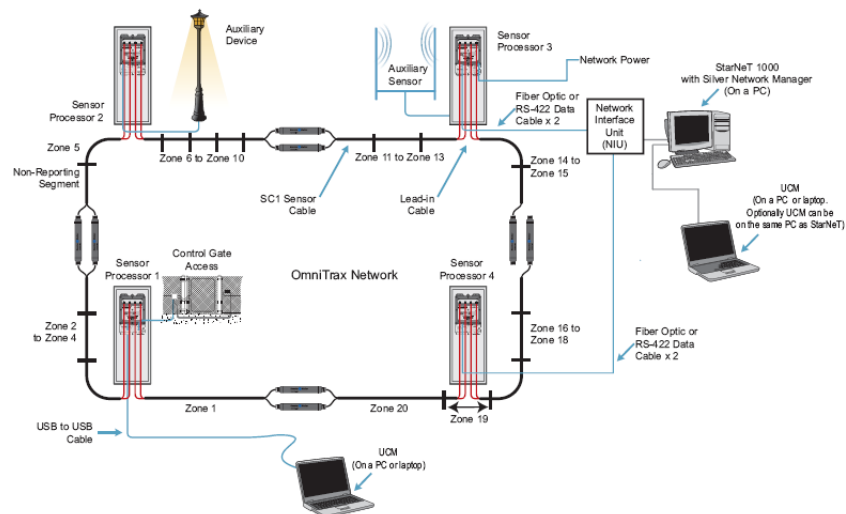 Auxiliary
Device
Sensor
Processor 3
Auxiliary
Sensor
Network Power
StarNeT 1000
with Silver Network Manager
(On a PC)
Sensor
Processor 2
Fiber Optic or
RS-422 Data
Cable x 2
Network
Interface
Unit
(NIU)
Zone 5
Zone 6 to
Zone 10
Zone 11 to
Zone 13
Non-Reporting
Segment
SC1 Sensor
Cable
Lead-in
Cable
Zone 14
to Zone
15
UCM
(On a PC or laptop.
Optionally UCM can be
on the same PC as StarNeT)
Control Gate
Access
Sensor
Processor 1
OmniTrax Network
Sensor
Processor 4
Zone 2
to Zone 4
Zone 16 to
Zone 18
Fiber Optic or
RS-422 Data
Cable x 2
Zone 1
Zone 20
Zone 19
USB to USB
Cable
UCM
(On a PC or laptop)